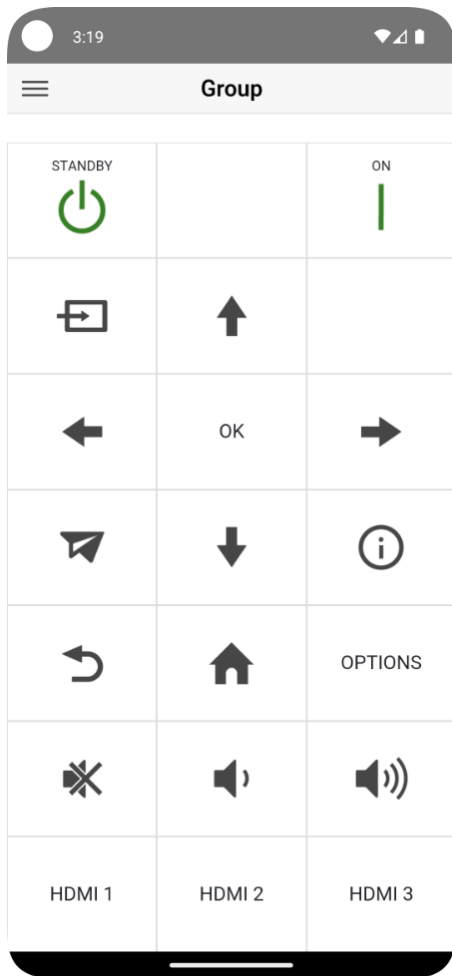 3:19
Group
STANDBY
ON
OK
OPTIONS
HDMI 1
HDMI 2
HDMI 3